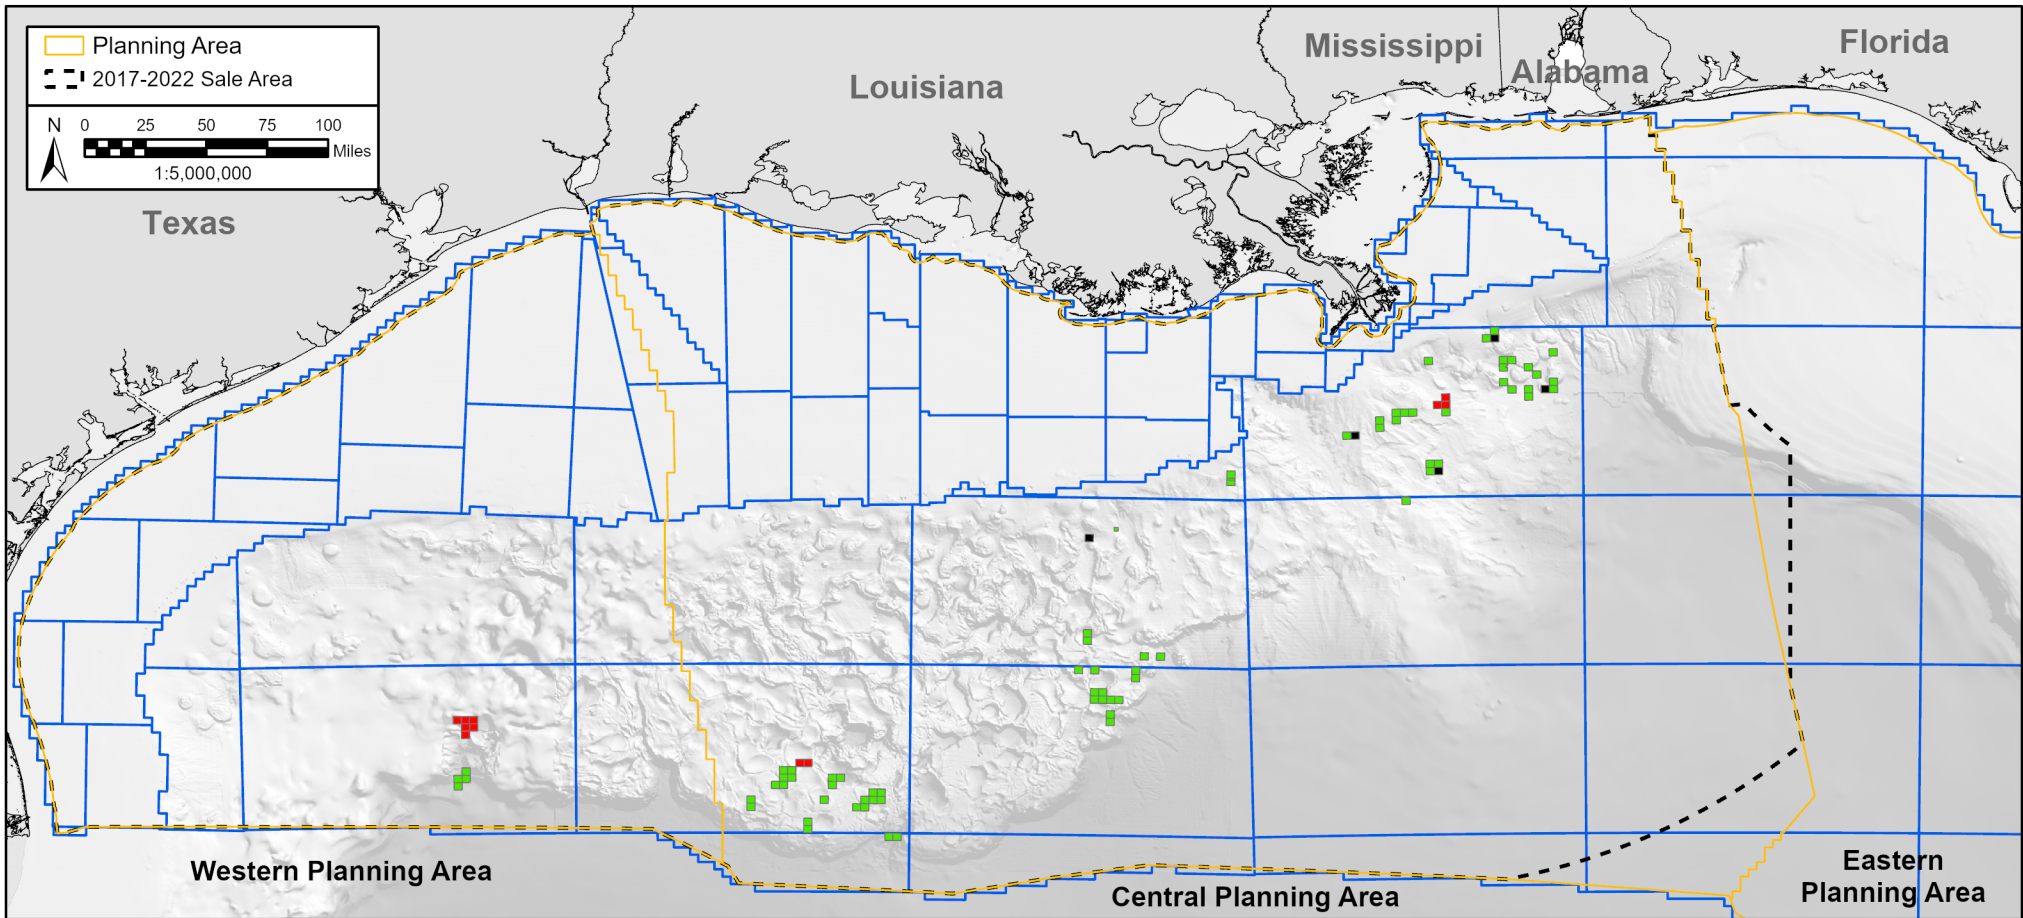 Planning Area
2017-2022 Sale Area
N
0 25 50 75 100
Miles
1:5,000,000
Texas
Louisiana
Mississippi
Alabama
Florida
Western Planning Area
Central Planning Area
Eastern
Planning Area